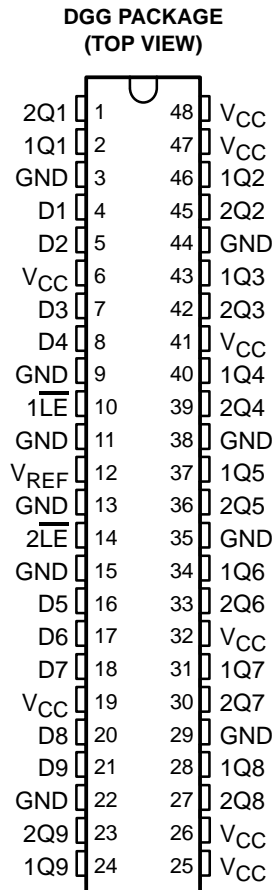 DGG PACKAGE
(TOP VIEW)
2Q1 1 48 VCC
1Q1 2 47 VCC
GND 3 46 1Q2
D1 4 45 2Q2
D2 5 44 GND
VCC 6 43 1Q3
D3 7 42 2Q3
D4 8 41 VCC
GND 9 40 1Q4
1L̅E̅ 10 39 2Q4
GND 11 38 GND
VREF 12 37 1Q5
GND 13 36 2Q5
2L̅E̅ 14 35 GND
GND 15 34 1Q6
D5 16 33 2Q6
D6 17 32 VCC
D7 18 31 1Q7
VCC 19 30 2Q7
D8 20 29 GND
D9 21 28 1Q8
GND 22 27 2Q8
2Q9 23 26 VCC
1Q9 24 25 VCC